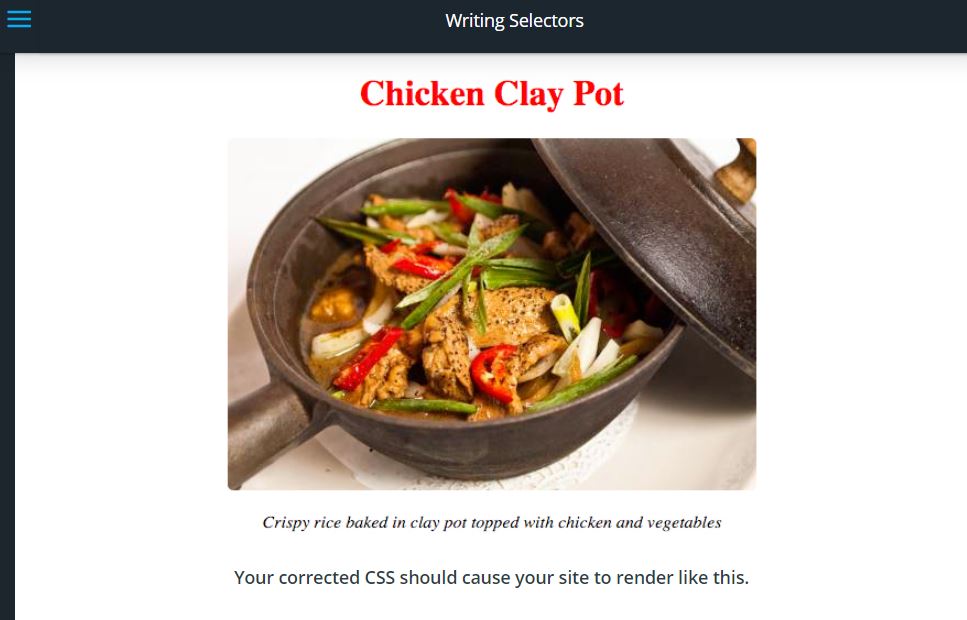 Writing Selectors
Chicken Clay Pot
Crispy rice baked in clay pot topped with chicken and vegetables
Your corrected CSS should cause your site to render like this.